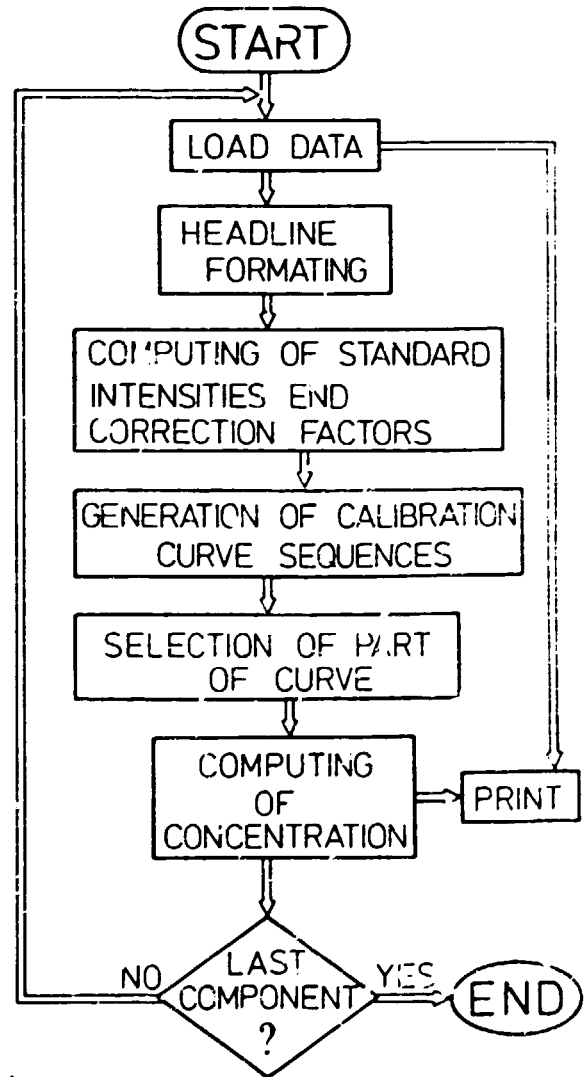 START
LOAD DATA
HEADLINE
FORMATING
COMPUTING OF STANDARD
INTENSITIES END
CORRECTION FACTORS
GENERATION OF CALIBRATION
CURVE SEQUENCES
SELECTION OF PART
OF CURVE
COMPUTING
OF
CONCENTRATION
PRINT
LAST
COMPONENT
?
NO
YES
END